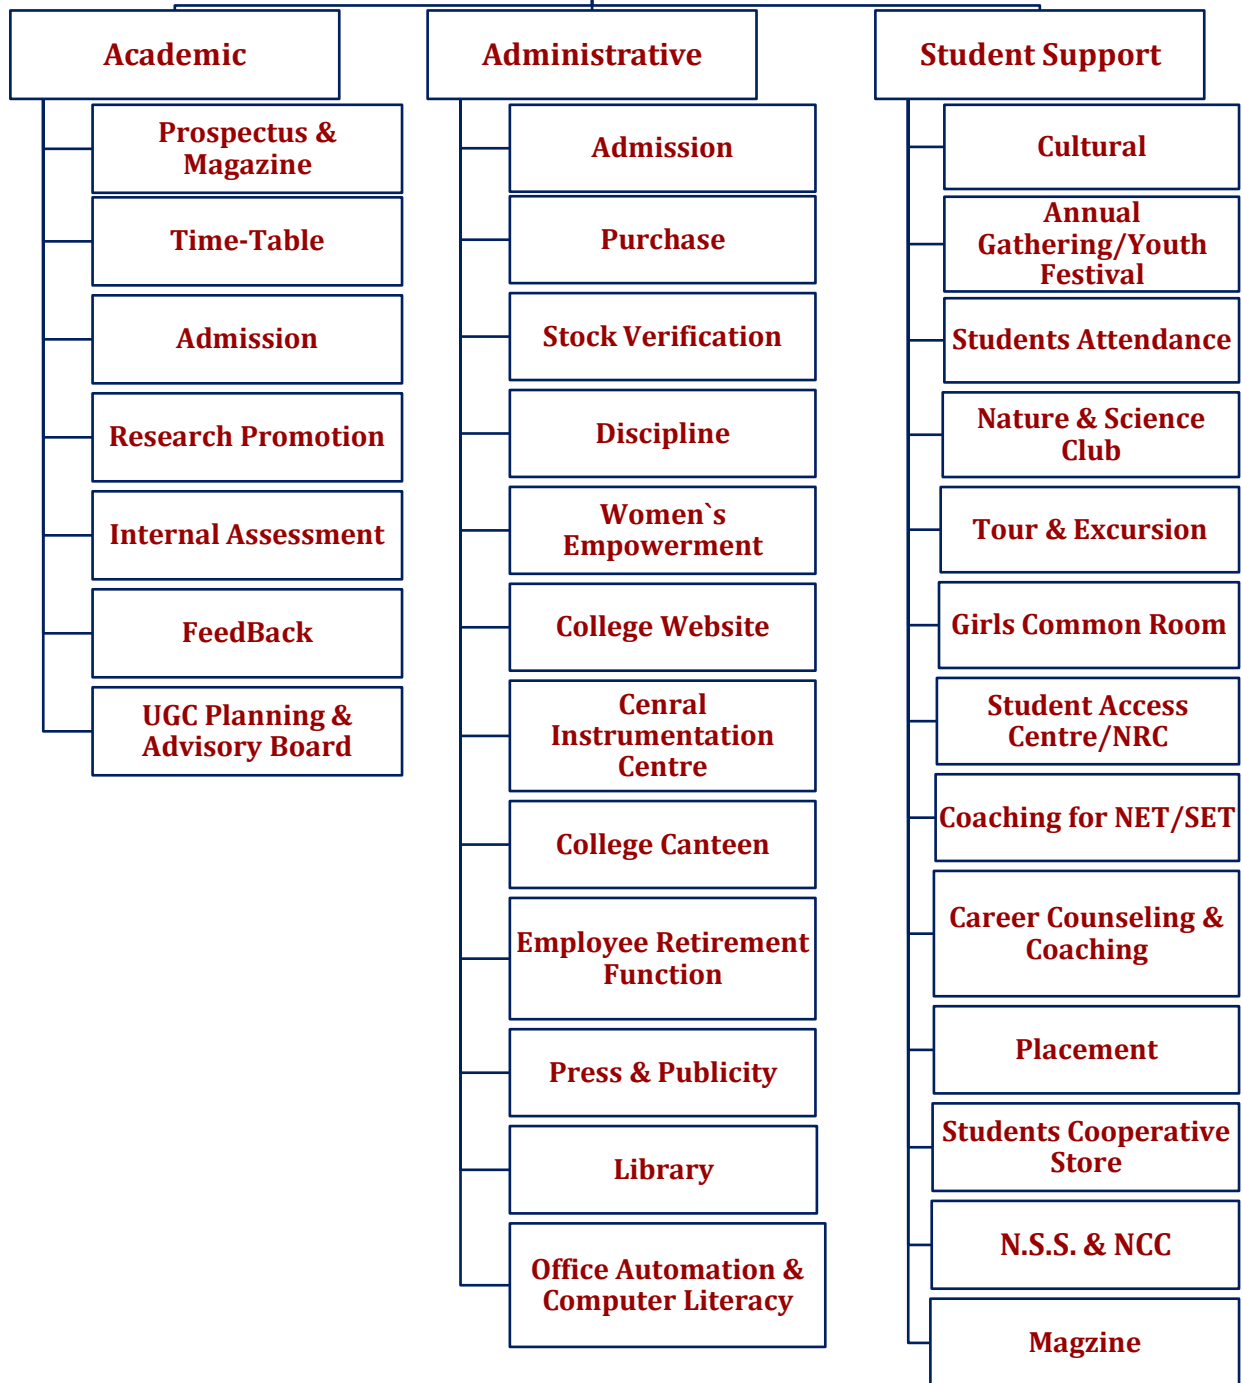 Academic
Prospectus &
Magazine
Time-Table
Admission
Research Promotion
Internal Assessment
FeedBack
UGC Planning &
Advisory Board
Administrative
Admission
Purchase
Stock Verification
Discipline
Women`s
Empowerment
College Website
Cenral
Instrumentation
Centre
College Canteen
Employee Retirement
Function
Press & Publicity
Library
Office Automation &
Computer Literacy
Student Support
Cultural
Annual
Gathering/Youth
Festival
Students Attendance
Nature & Science
Club
Tour & Excursion
Girls Common Room
Student Access
Centre/NRC
Coaching for NET/SET
Career Counseling &
Coaching
Placement
Students Cooperative
Store
N.S.S. & NCC
Magzine